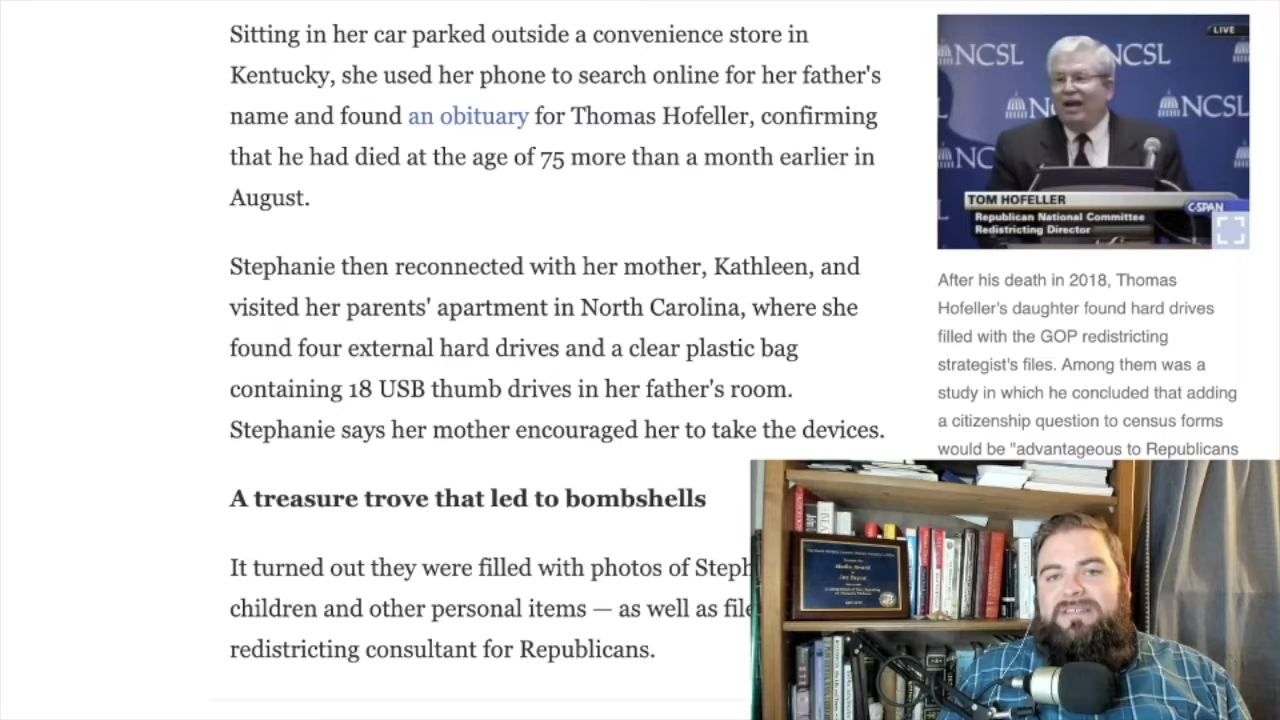 Sitting in her car parked outside a convenience store in
Kentucky, she used her phone to search online for her father's
name and found an obituary for Thomas Hofeller, confirming
that he had died at the age of 75 more than a month earlier in
August.
Stephanie then reconnected with her mother, Kathleen, and
visited her parents' apartment in North Carolina, where she
found four external hard drives and a clear plastic bag
containing 18 USB thumb drives in her father's room.
Stephanie says her mother encouraged her to take the devices.
A treasure trove that led to bombshells
It turned out they were filled with photos of Steph
children and other personal items — as well as file
redistricting consultant for Republicans.
LIVE
NCSL
NCSL
TOM HOFELLER
C-SPAN
Republican National Committee
Redistricting Director
After his death in 2018, Thomas
Hofeller's daughter found hard drives
filled with the GOP redistricting
strategist's files. Among them was a
study in which he concluded that adding
a citizenship question to census forms
would be "advantageous to Republicans
Media Award